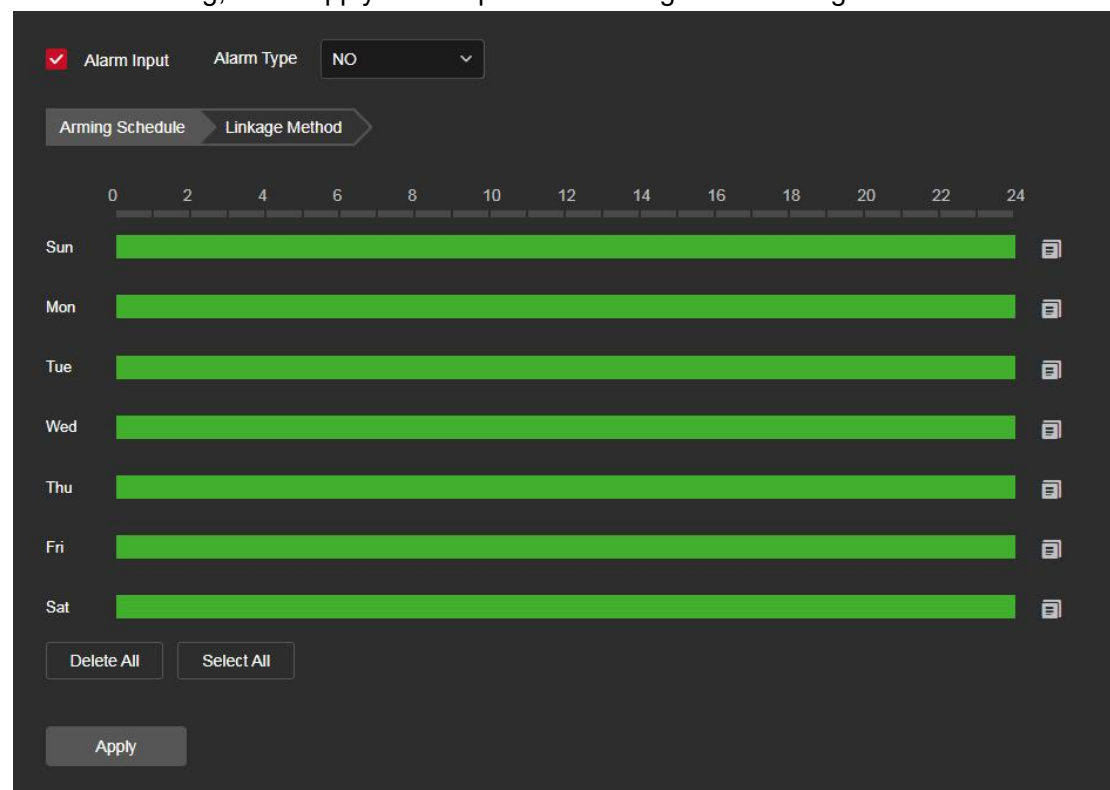 Alarm Input Alarm Type NO
Arming Schedule Linkage Method
0 2 4 6 8 10 12 14 16 18 20 22 24
Sun
Mon
Tue
Wed
Thu
Fri
Sat
Delete All Select All
Apply